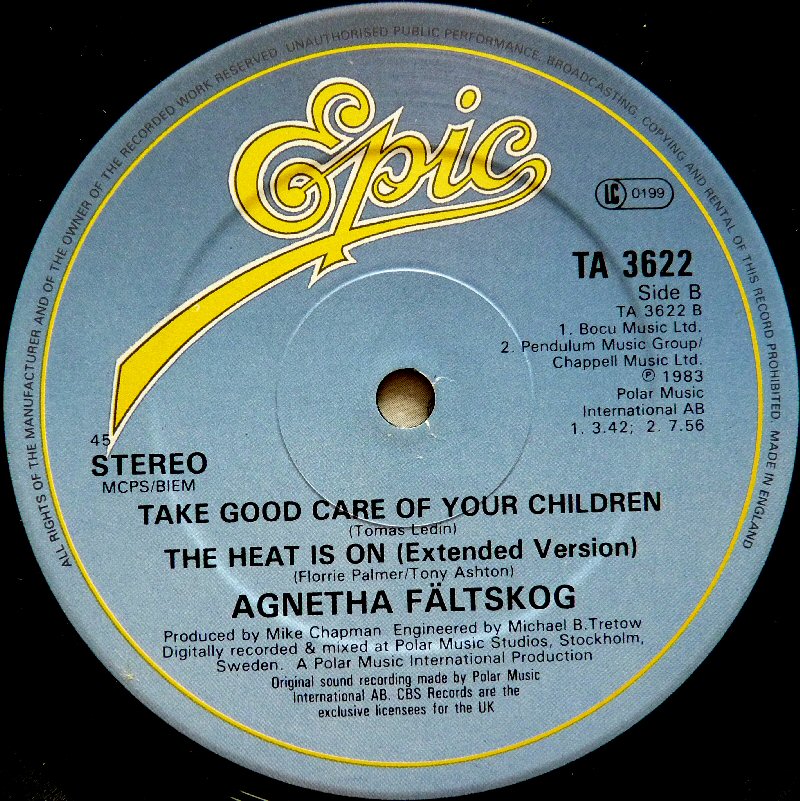 ALL RIGHTS OF THE MANUFACTURER AND OF THE OWNER OF THE RECORDED WORK RESERVED. UNAUTHORISED PUBLIC PERFORMANCE, BROADCASTING, COPYING AND RENTAL OF THIS RECORD PROHIBITED. MADE IN ENGLAND
Epic
LC 0199
TA 3622
Side B
TA 3622 B
1. Bocu Music Ltd.
2. Pendulum Music Group/
Chappell Music Ltd.
℗ 1983
Polar Music
International AB
1. 3.42; 2. 7.56
45
STEREO
MCPS/BIEM
TAKE GOOD CARE OF YOUR CHILDREN
(Tomas Ledin)
THE HEAT IS ON (Extended Version)
(Florrie Palmer/Tony Ashton)
AGNETHA FÄLTSKOG
Produced by Mike Chapman Engineered by Michael B.Tretow
Digitally recorded & mixed at Polar Music Studios, Stockholm,
Sweden. A Polar Music International Production
Original sound recording made by Polar Music
International AB. CBS Records are the
exclusive licensees for the UK